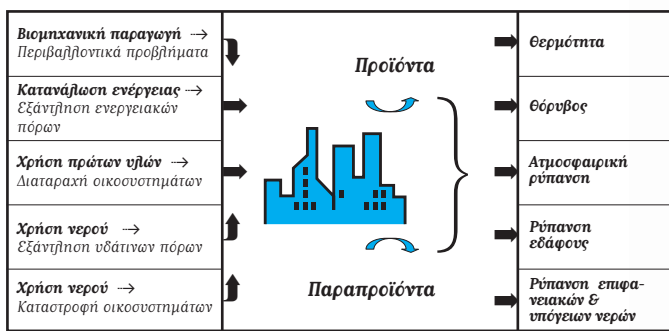 Βιομηχανική παραγωγή ···>
Περιβαλλοντικά προβλήματα
Κατανάλωση ενέργειας ···>
Εξάντληση ενεργειακών
πόρων
Χρήση πρώτων υλών ···>
Διαταραχή οικοσυστημάτων
Χρήση νερού ···>
Εξάντληση υδάτινων πόρων
Χρήση νερού ···>
Καταστροφή οικοσυστημάτων
Προϊόντα
Παραπροϊόντα
Θερμότητα
Θόρυβος
Ατμοσφαιρική
ρύπανση
Ρύπανση
εδάφους
Ρύπανση επιφα-
νειακών &
υπόγειων νερών